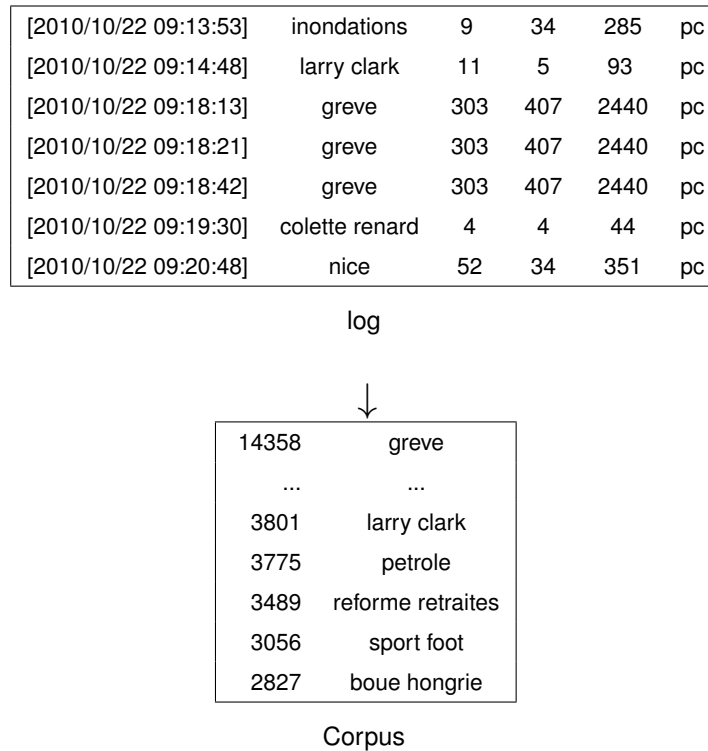 [2010/10/22 09:13:53] inondations 9 34 285 pc
[2010/10/22 09:14:48] larry clark 11 5 93 pc
[2010/10/22 09:18:13] greve 303 407 2440 pc
[2010/10/22 09:18:21] greve 303 407 2440 pc
[2010/10/22 09:18:42] greve 303 407 2440 pc
[2010/10/22 09:19:30] colette renard 4 4 44 pc
[2010/10/22 09:20:48] nice 52 34 351 pc
log
↓
14358 greve
... ...
3801 larry clark
3775 petrole
3489 reforme retraites
3056 sport foot
2827 boue hongrie
Corpus